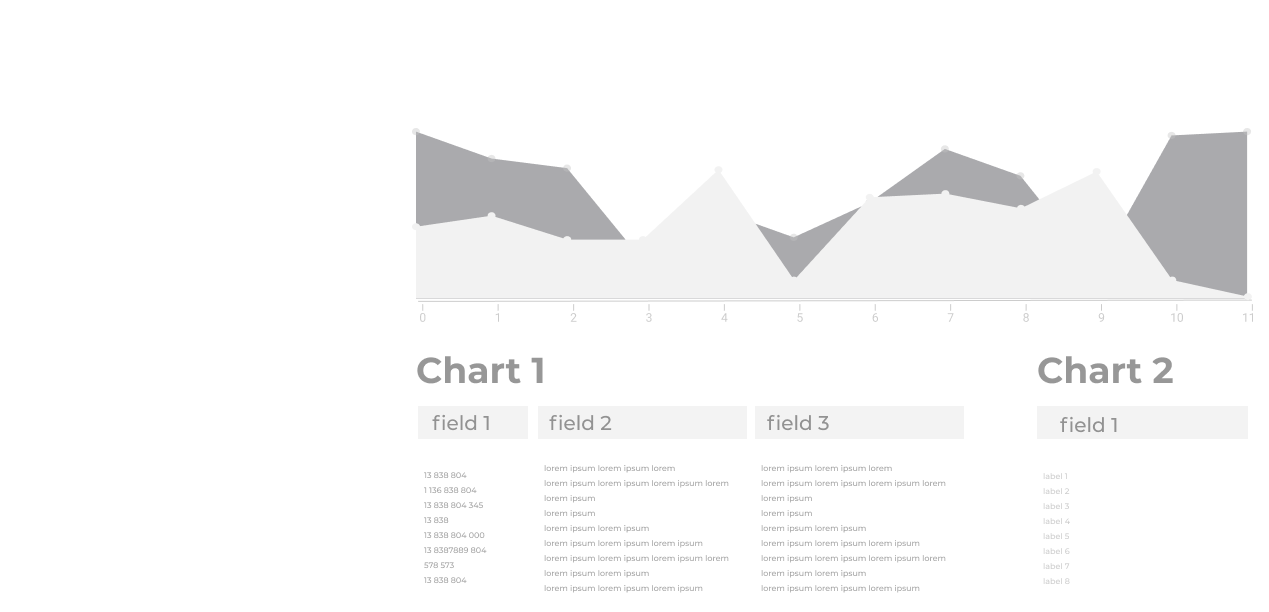 0 1 2 3 4 5 6 7 8 9 10 11
Chart 1
field 1 field 2 field 3
lorem ipsum lorem ipsum lorem lorem ipsum lorem ipsum lorem
13 838 804
1 136 838 804 lorem ipsum lorem ipsum lorem ipsum lorem lorem ipsum lorem ipsum lorem ipsum lorem
13 838 804 345 lorem ipsum lorem ipsum
13 838 lorem ipsum lorem ipsum
13 838 804 000 lorem ipsum lorem ipsum lorem ipsum lorem ipsum
13 8387889 804 lorem ipsum lorem ipsum lorem ipsum lorem ipsum lorem ipsum lorem ipsum
578 573 lorem ipsum lorem ipsum lorem ipsum lorem lorem ipsum lorem ipsum lorem ipsum lorem
13 838 804 lorem ipsum lorem ipsum lorem ipsum lorem ipsum
lorem ipsum lorem ipsum lorem ipsum lorem ipsum lorem ipsum lorem ipsum
Chart 2
field 1
label 1
label 2
label 3
label 4
label 5
label 6
label 7
label 8